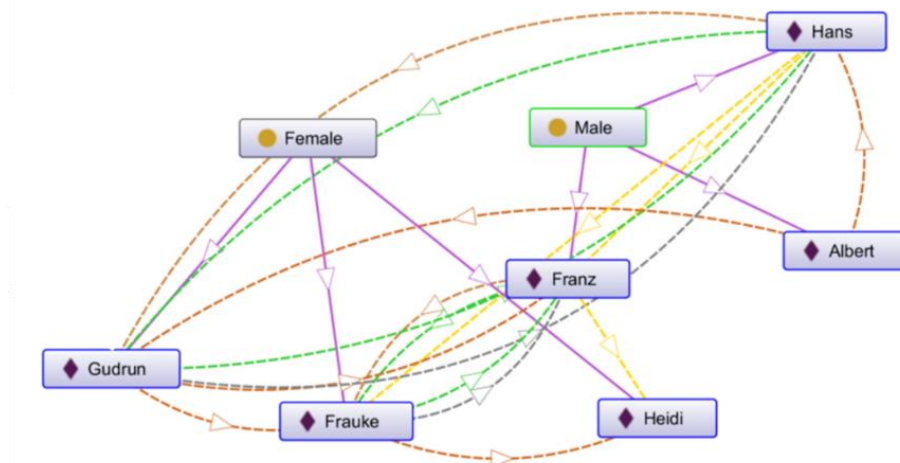 Hans
Male
Female
Albert
Franz
Gudrun
Frauke
Heidi